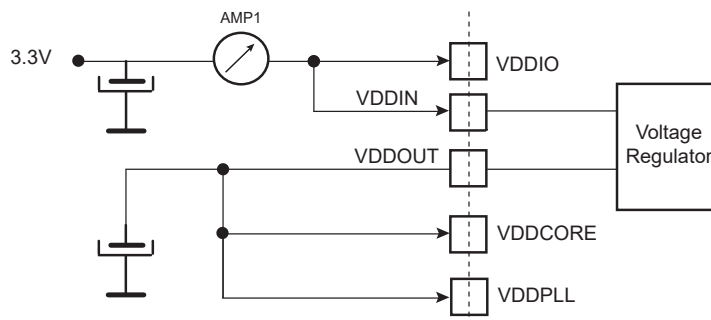 AMP1
3.3V
VDDIO
VDDIN
Voltage
Regulator
VDDOUT
VDDCORE
VDDPLL